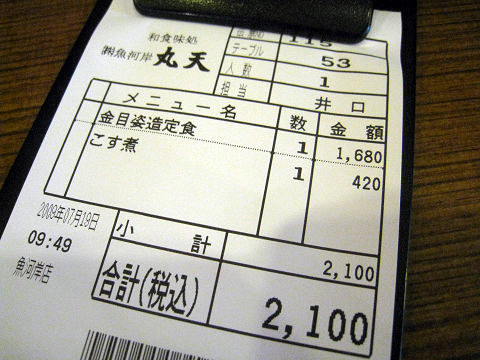 和食味処
㈱魚河岸 丸天
115
テーブル 53
人数 1
担当 井口
メニュー名 数 金額
金目姿造定食 1 1,680
こす煮 1 420
小計 2,100
合計(税込) 2,100
2009年07月19日
09:49
魚河岸店